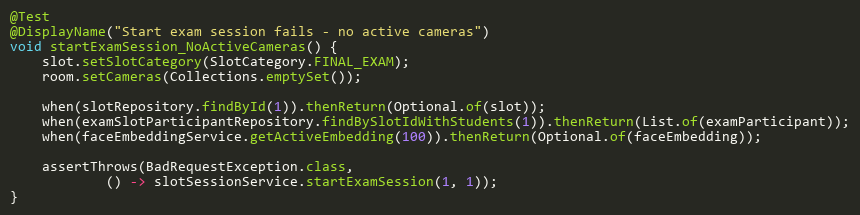 @Test
@DisplayName("Start exam session fails - no active cameras")
void startExamSession_NoActiveCameras() {
    slot.setSlotCategory(SlotCategory.FINAL_EXAM);
    room.setCameras(Collections.emptySet());

    when(slotRepository.findById(1)).thenReturn(Optional.of(slot));
    when(examSlotParticipantRepository.findBySlotIdWithStudents(1)).thenReturn(List.of(examParticipant));
    when(faceEmbeddingService.getActiveEmbedding(100)).thenReturn(Optional.of(faceEmbedding));

    assertThrows(BadRequestException.class,
            () -> slotSessionService.startExamSession(1, 1));
}